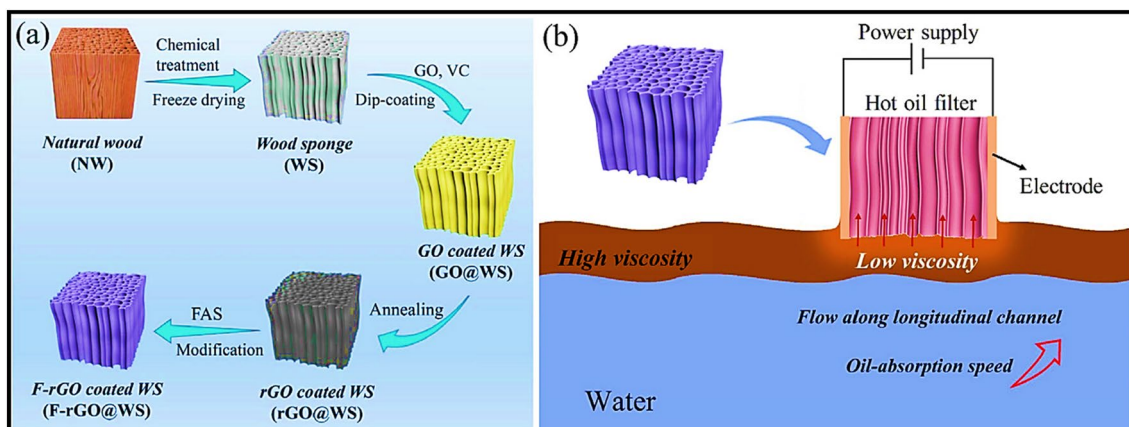 (a)
Chemical
treatment
Freeze drying
GO, VC
Dip-coating
Natural wood
(NW)
Wood sponge
(WS)
GO coated WS
(GO@WS)
Annealing
FAS
Modification
F-rGO coated WS
(F-rGO@WS)
rGO coated WS
(rGO@WS)
(b)
Power supply
Hot oil filter
Electrode
High viscosity
Low viscosity
Flow along longitudinal channel
Oil-absorption speed
Water